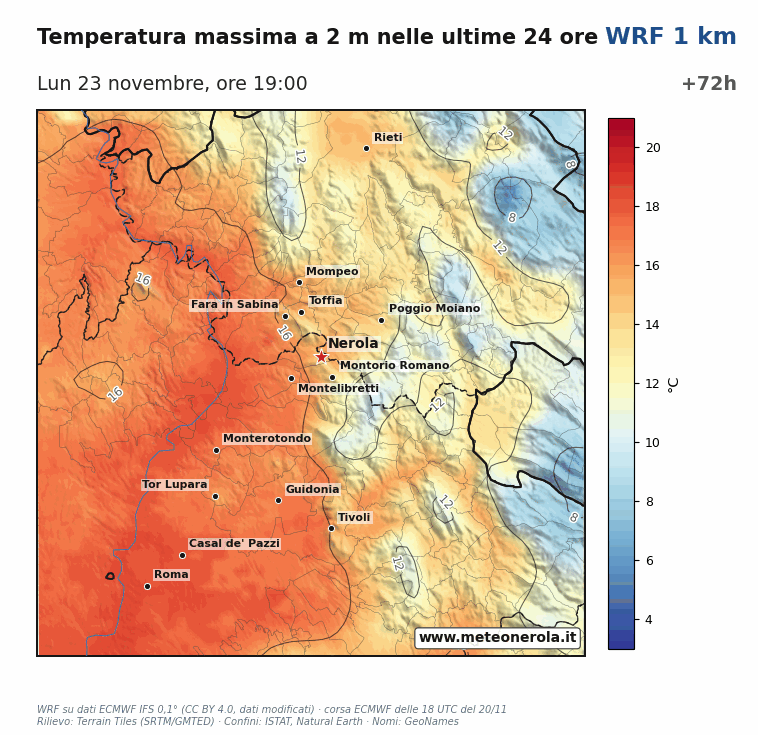 Temperatura massima a 2 m nelle ultime 24 ore WRF 1 km
Lun 23 novembre, ore 19:00 +72h
12
12
8
Rieti
8
12
Mompeo
16
Fara in Sabina
Toffia
Poggio Moiano
16
Nerola
Montorio Romano
Montelibretti
16
12
Monterotondo
Tor Lupara
Guidonia
12
Tivoli
8
Casal de' Pazzi
12
Roma
www.meteonerola.it
20
18
16
14
12
10
8
6
4
°C
WRF su dati ECMWF IFS 0,1° (CC BY 4.0, dati modificati) · corsa ECMWF delle 18 UTC del 20/11
Rilievo: Terrain Tiles (SRTM/GMTED) · Confini: ISTAT, Natural Earth · Nomi: GeoNames